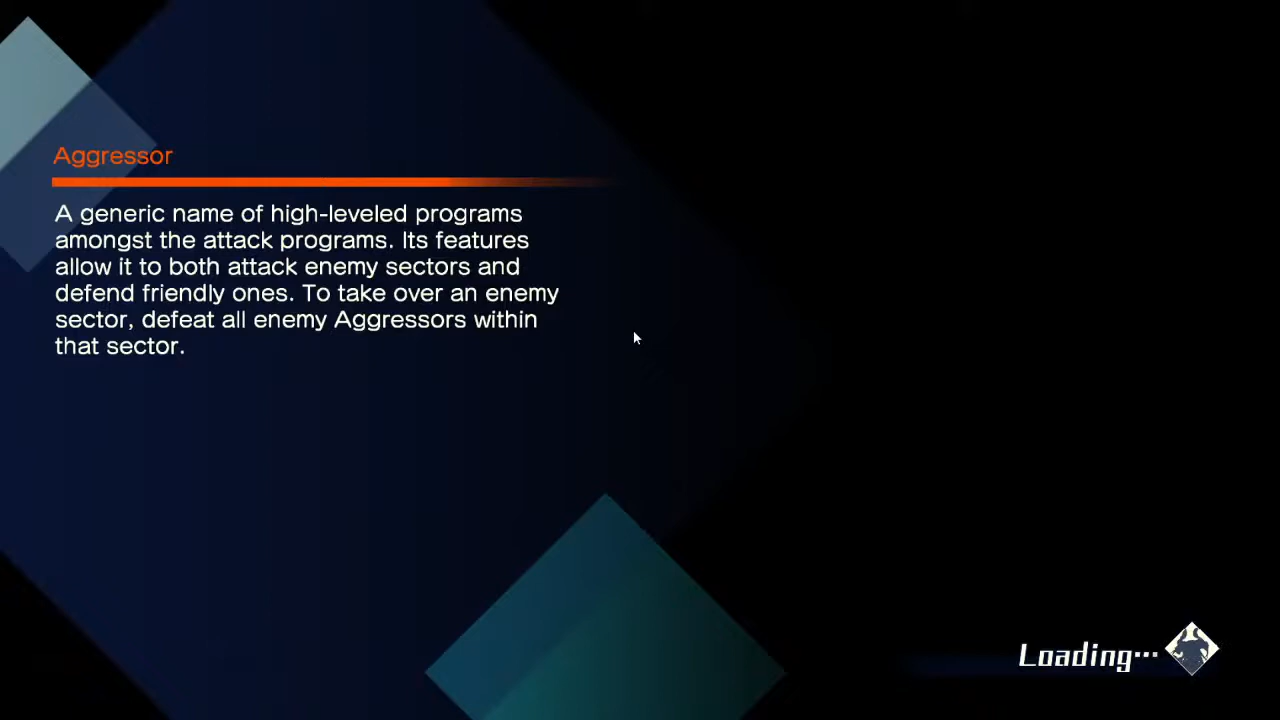 Aggressor
A generic name of high-leveled programs
amongst the attack programs. Its features
allow it to both attack enemy sectors and
defend friendly ones. To take over an enemy
sector, defeat all enemy Aggressors within
that sector.
Loading…